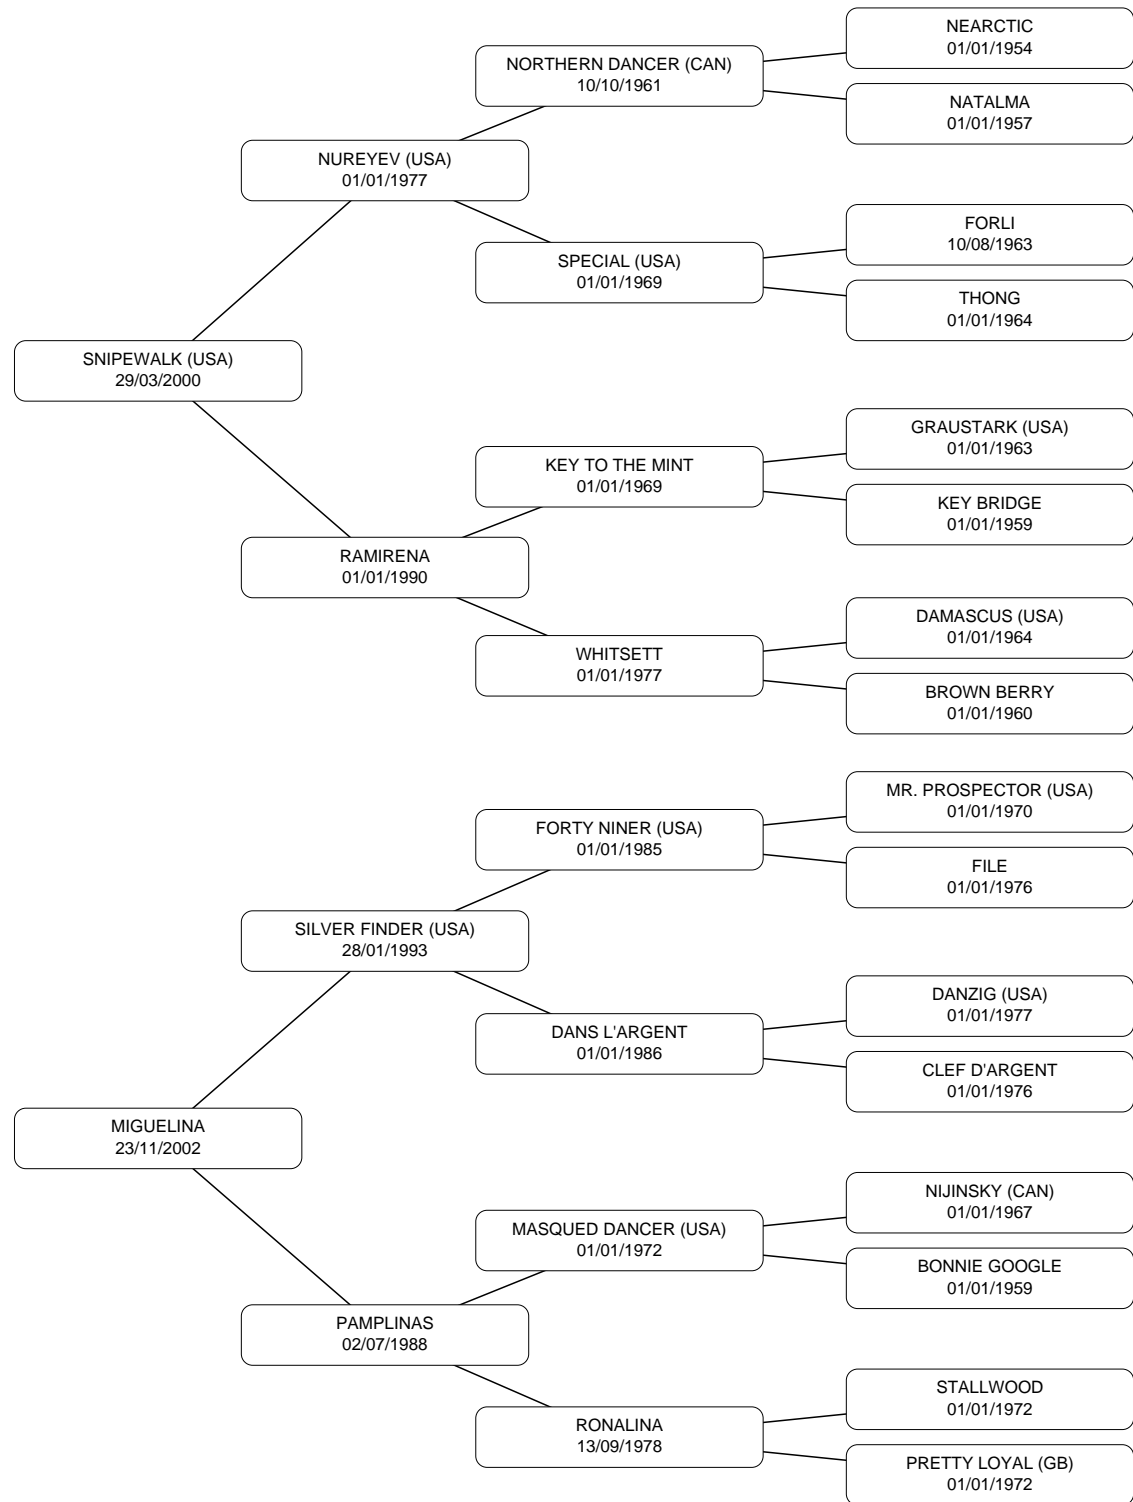 NEARCTIC
01/01/1954
NORTHERN DANCER (CAN)
10/10/1961
NATALMA
01/01/1957
NUREYEV (USA)
01/01/1977
FORLI
10/08/1963
SPECIAL (USA)
01/01/1969
THONG
01/01/1964
SNIPEWALK (USA)
29/03/2000
GRAUSTARK (USA)
01/01/1963
KEY TO THE MINT
01/01/1969
KEY BRIDGE
01/01/1959
RAMIRENA
01/01/1990
DAMASCUS (USA)
01/01/1964
WHITSETT
01/01/1977
BROWN BERRY
01/01/1960
MR. PROSPECTOR (USA)
01/01/1970
FORTY NINER (USA)
01/01/1985
FILE
01/01/1976
SILVER FINDER (USA)
28/01/1993
DANZIG (USA)
01/01/1977
DANS L'ARGENT
01/01/1986
CLEF D'ARGENT
01/01/1976
MIGUELINA
23/11/2002
NIJINSKY (CAN)
01/01/1967
MASQUED DANCER (USA)
01/01/1972
BONNIE GOOGLE
01/01/1959
PAMPLINAS
02/07/1988
STALLWOOD
01/01/1972
RONALINA
13/09/1978
PRETTY LOYAL (GB)
01/01/1972